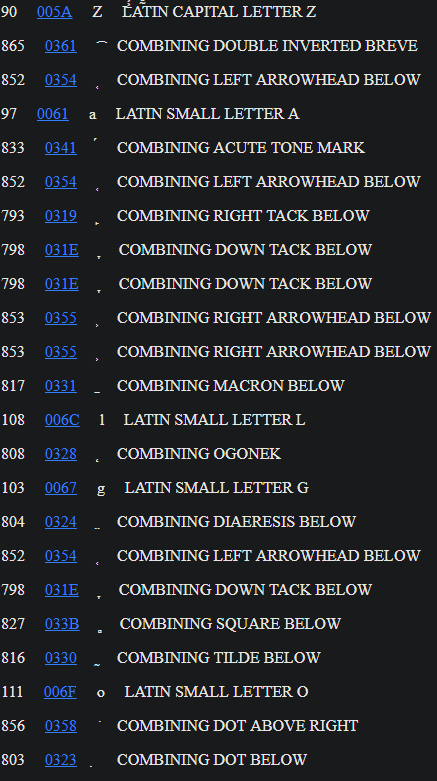 90 005A Z LATIN CAPITAL LETTER Z
865 0361 ͡ COMBINING DOUBLE INVERTED BREVE
852 0354 ͔ COMBINING LEFT ARROWHEAD BELOW
97 0061 a LATIN SMALL LETTER A
833 0341 ́ COMBINING ACUTE TONE MARK
852 0354 ͔ COMBINING LEFT ARROWHEAD BELOW
793 0319 ̙ COMBINING RIGHT TACK BELOW
798 031E ̞ COMBINING DOWN TACK BELOW
798 031E ̞ COMBINING DOWN TACK BELOW
853 0355 ͕ COMBINING RIGHT ARROWHEAD BELOW
853 0355 ͕ COMBINING RIGHT ARROWHEAD BELOW
817 0331 ̱ COMBINING MACRON BELOW
108 006C l LATIN SMALL LETTER L
808 0328 ̨ COMBINING OGONEK
103 0067 g LATIN SMALL LETTER G
804 0324 ̤ COMBINING DIAERESIS BELOW
852 0354 ͔ COMBINING LEFT ARROWHEAD BELOW
798 031E ̞ COMBINING DOWN TACK BELOW
827 033B ̻ COMBINING SQUARE BELOW
816 0330 ̰ COMBINING TILDE BELOW
111 006F o LATIN SMALL LETTER O
856 0358 ͘ COMBINING DOT ABOVE RIGHT
803 0323 ̣ COMBINING DOT BELOW